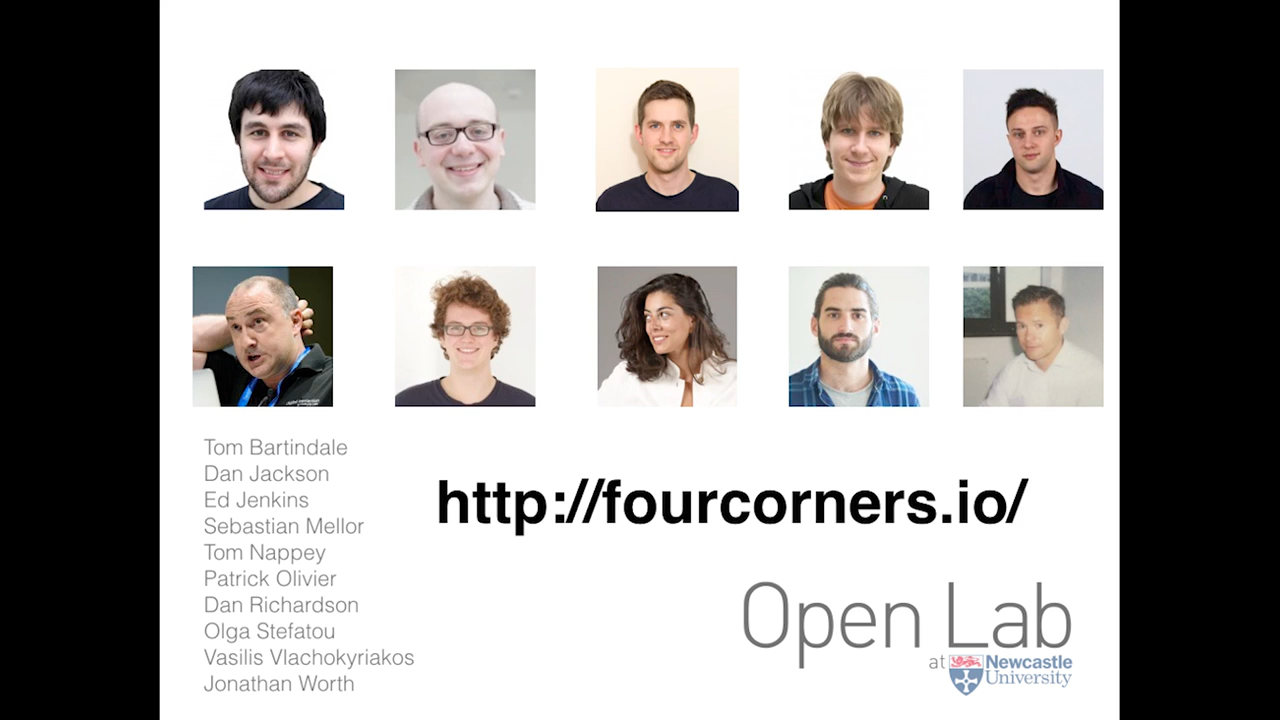 Tom Bartindale
Dan Jackson
Ed Jenkins
Sebastian Mellor
Tom Nappey
Patrick Olivier
Dan Richardson
Olga Stefatou
Vasilis Vlachokyriakos
Jonathan Worth
http://fourcorners.io/
Open Lab
at Newcastle
University